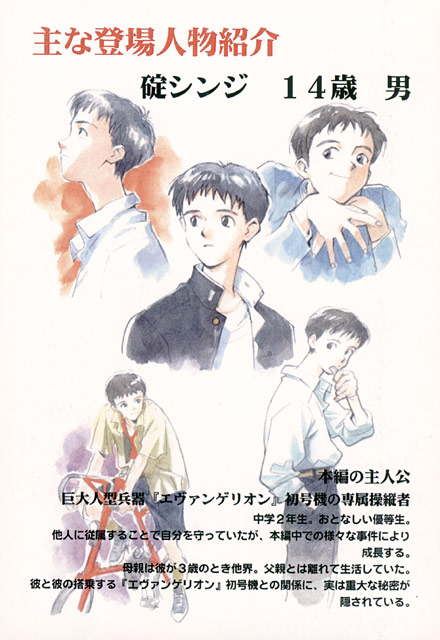 主な登場人物紹介
碇シンジ　１４歳　男
本編の主人公
巨大人型兵器『エヴァンゲリオン』初号機の専属操縦者
中学２年生。おとなしい優等生。
他人に従属することで自分を守っていたが、本編中での様々な事件により
成長する。
母親は彼が３歳のとき他界。父親とは離れて生活していた。
彼と彼の搭乗する『エヴァンゲリオン』初号機との関係に、実は重大な秘密が
隠されている。